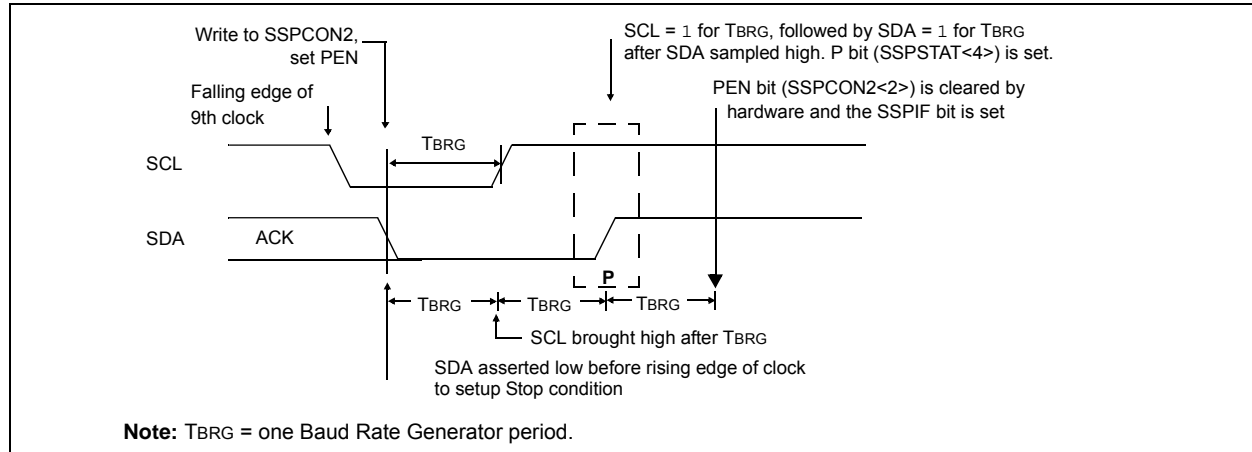 Write to SSPCON2,
set PEN
SCL = 1 for TBRG, followed by SDA = 1 for TBRG
after SDA sampled high. P bit (SSPSTAT<4>) is set.
Falling edge of
9th clock
PEN bit (SSPCON2<2>) is cleared by
hardware and the SSPIF bit is set
TBRG
SCL
SDA
ACK
P
TBRG
TBRG
TBRG
SCL brought high after TBRG
SDA asserted low before rising edge of clock
to setup Stop condition
Note: TBRG = one Baud Rate Generator period.